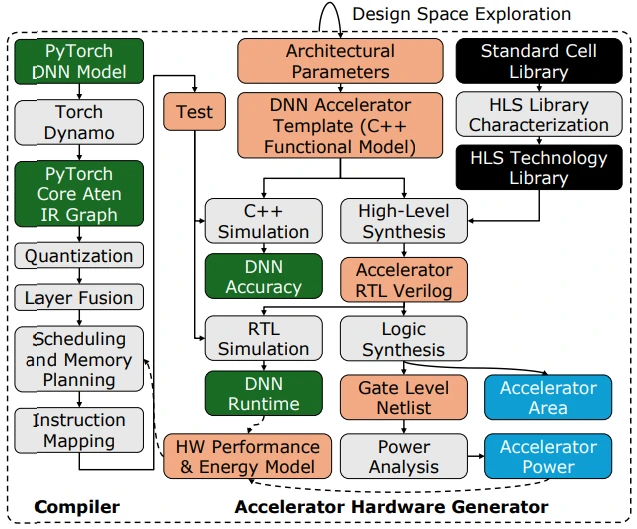 Design Space Exploration
PyTorch
DNN Model
Torch
Dynamo
PyTorch
Core Aten
IR Graph
Quantization
Layer Fusion
Scheduling
and Memory
Planning
Instruction
Mapping
Compiler
Test
Architectural
Parameters
DNN Accelerator
Template (C++
Functional Model)
Standard Cell
Library
HLS Library
Characterization
HLS Technology
Library
C++
Simulation
High-Level
Synthesis
DNN
Accuracy
Accelerator
RTL Verilog
RTL
Simulation
Logic
Synthesis
DNN
Runtime
Gate Level
Netlist
Accelerator
Area
HW Performance
& Energy Model
Power
Analysis
Accelerator
Power
Accelerator Hardware Generator